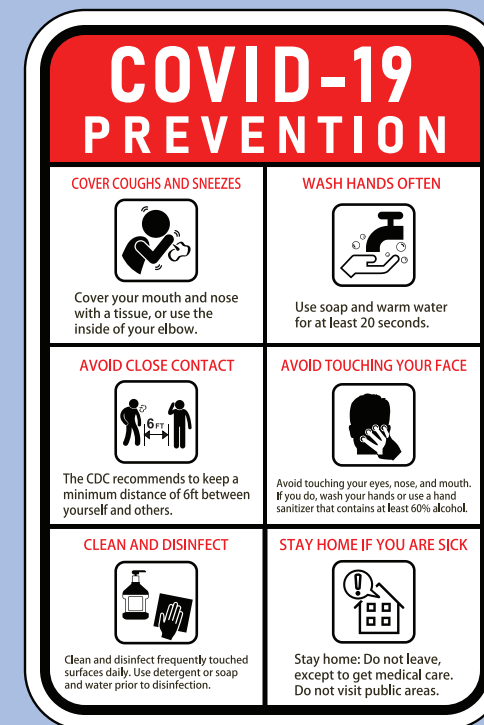 COVID-19
PREVENTION
COVER COUGHS AND SNEEZES
Cover your mouth and nose
with a tissue, or use the
inside of your elbow.
WASH HANDS OFTEN
Use soap and warm water
for at least 20 seconds.
AVOID CLOSE CONTACT
6 FT
The CDC recommends to keep a
minimum distance of 6ft between
yourself and others.
AVOID TOUCHING YOUR FACE
Avoid touching your eyes, nose, and mouth.
If you do, wash your hands or use a hand
sanitizer that contains at least 60% alcohol.
CLEAN AND DISINFECT
Clean and disinfect frequently touched
surfaces daily. Use detergent or soap
and water prior to disinfection.
STAY HOME IF YOU ARE SICK
Stay home: Do not leave,
except to get medical care.
Do not visit public areas.